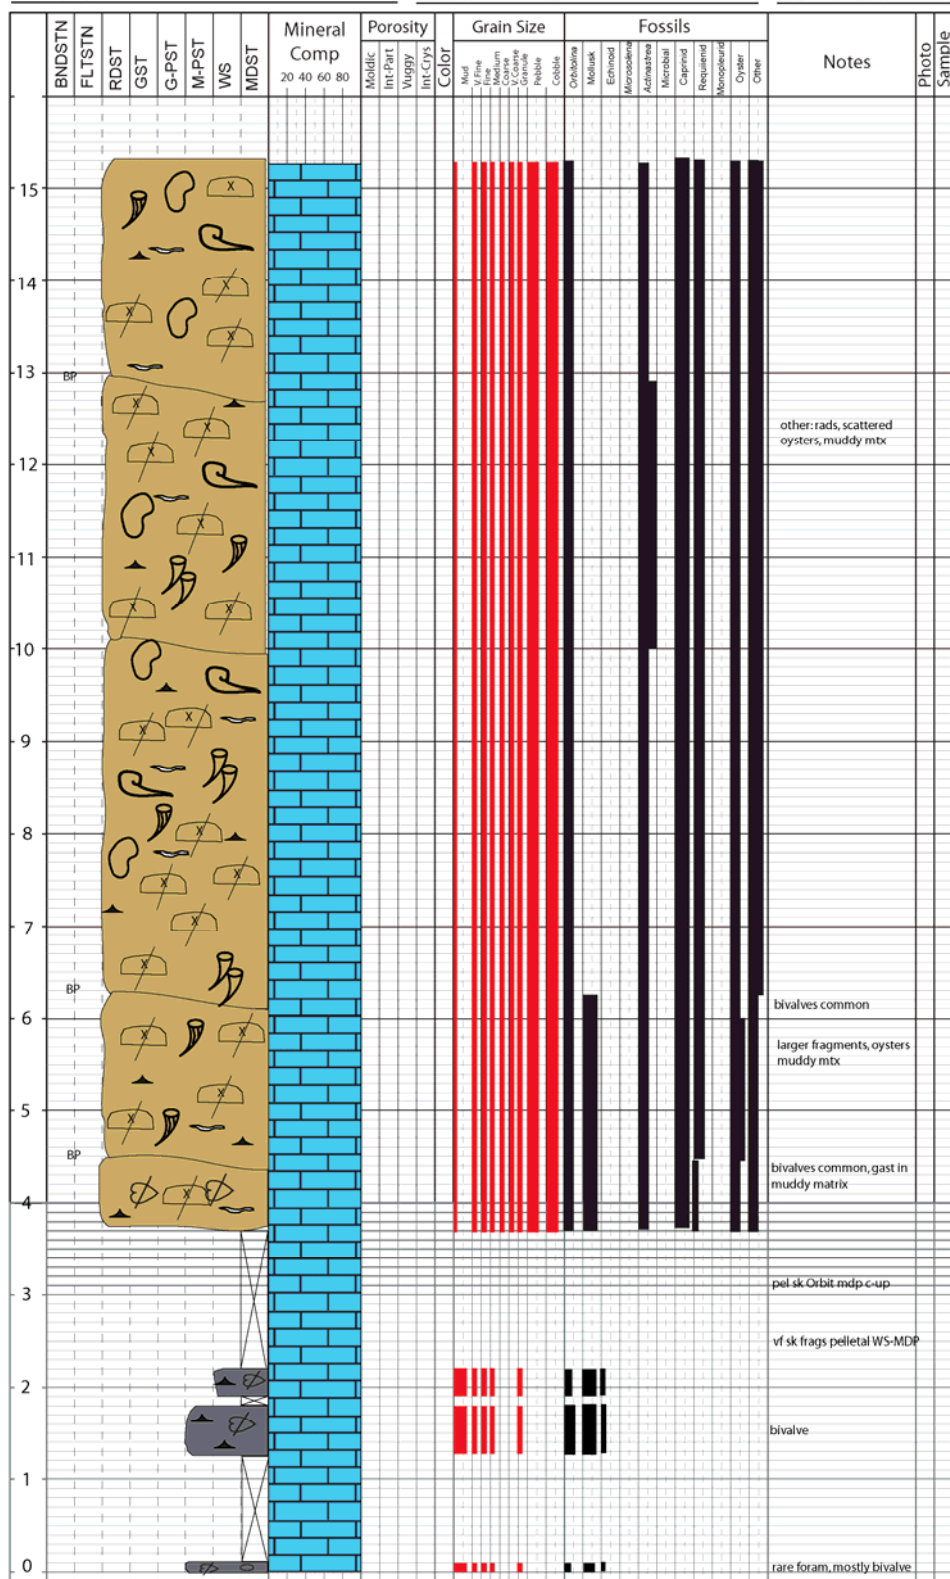 BNDSTN
FLTSTN
RDST
GST
G-PST
M-PST
WS
MDST
Mineral
Comp
20 40 60 80
Porosity
Moldic
Int-Part
Vuggy
Int-Crys
Color
Grain Size
Mud
V. Fine
Fine
Medium
Coarse
V. Coarse
Granule
Pebble
Cobble
Fossils
Orbitolina
Mollusk
Echinoid
Microsolena
Actinastrea
Microbial
Caprinid
Requienid
Monopleurid
Oyster
Other
Notes
Photo
Sample
15
14
13
BP
other: rads, scattered
oysters, muddy mtx
12
11
10
9
8
7
BP
bivalves common
6
larger fragments, oysters
muddy mtx
5
BP
bivalves common, gast in
muddy matrix
4
pel sk Orbit mdp c-up
3
vf sk frags pelletal WS-MDP
2
bivalve
1
0
rare foram, mostly bivalve